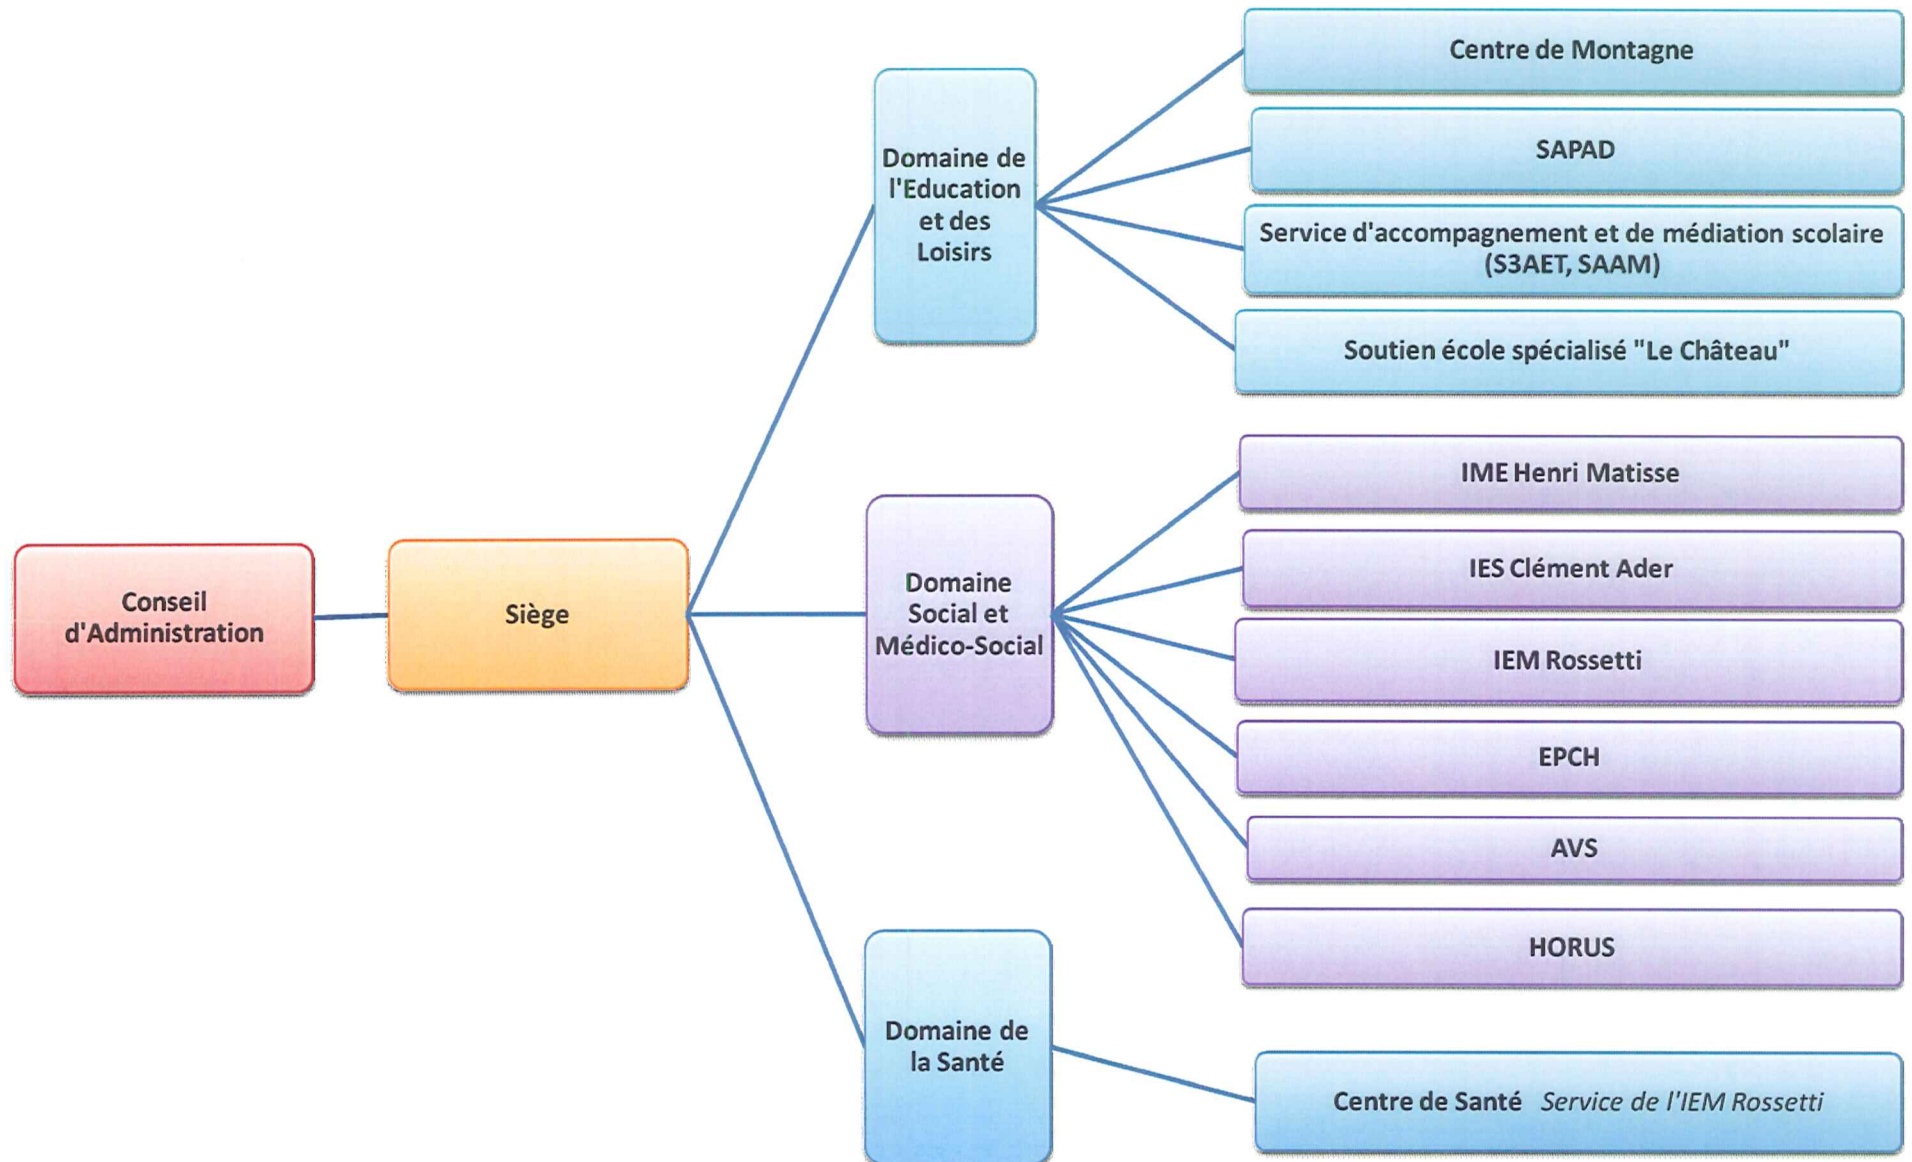 Conseil
d'Administration
Siège
Domaine de
l'Education
et des
Loisirs
Centre de Montagne
SAPAD
Service d'accompagnement et de médiation scolaire
(S3AET, SAAM)
Soutien école spécialisé "Le Château"
Domaine
Social et
Médico-Social
IME Henri Matisse
IES Clément Ader
IEM Rossetti
EPCH
AVS
HORUS
Domaine de
la Santé
Centre de Santé Service de l'IEM Rossetti